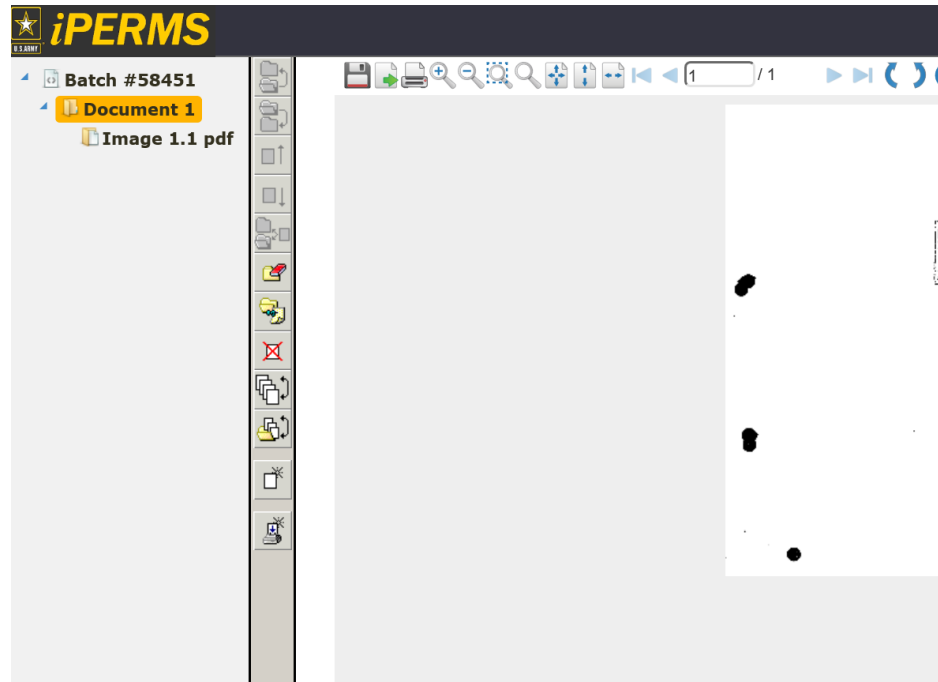 U.S.ARMY
iPERMS
Batch #58451
Document 1
Image 1.1 pdf
1 / 1